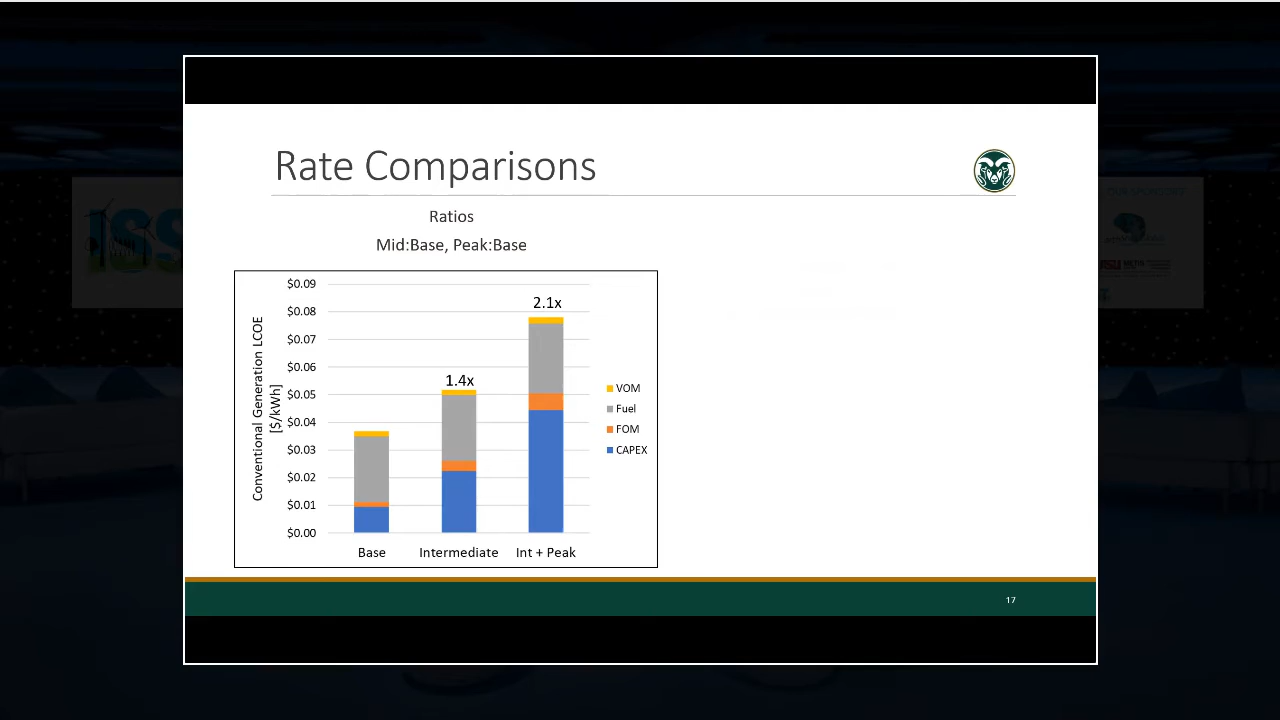 Rate Comparisons
Ratios
Mid:Base, Peak:Base
Conventional Generation LCOE
[$/kWh]
$0.09
$0.08
$0.07
$0.06
$0.05
$0.04
$0.03
$0.02
$0.01
$0.00
1.4x
2.1x
Base
Intermediate
Int + Peak
VOM
Fuel
FOM
CAPEX
17